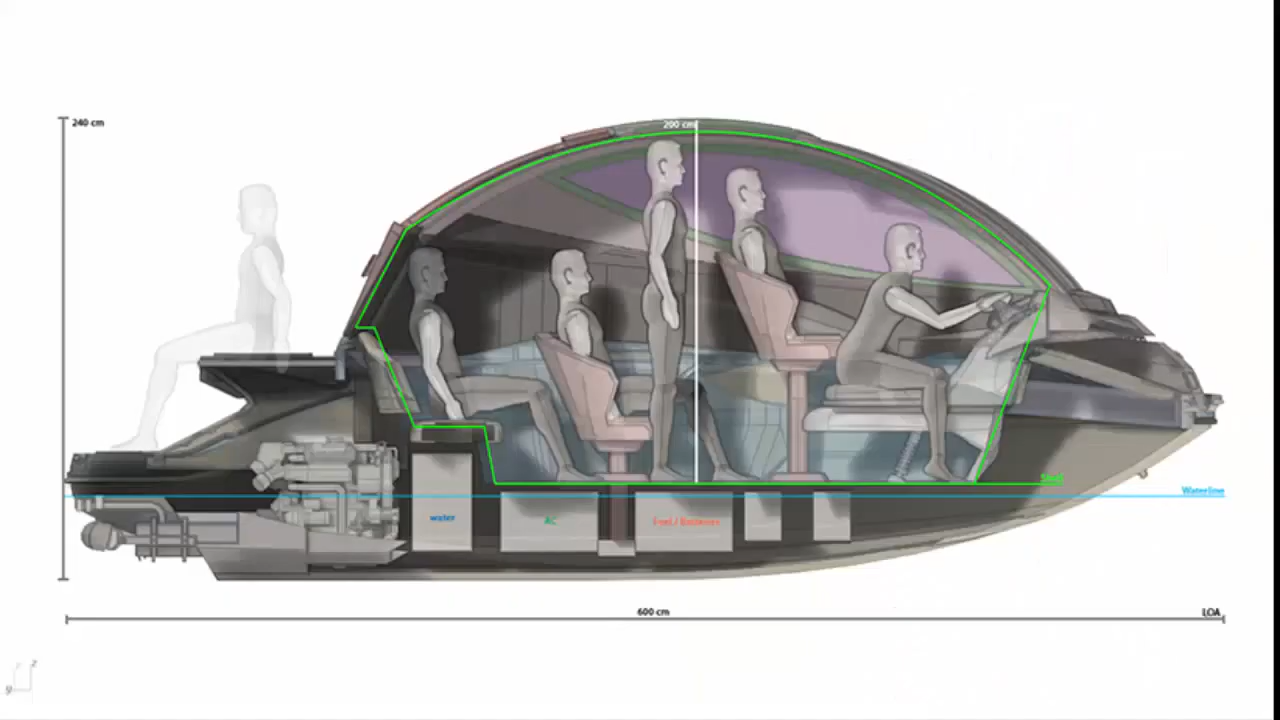 240 cm
200 cm
Waterline
water
AC
Fuel / Batteries
600 cm
LOA
z
y